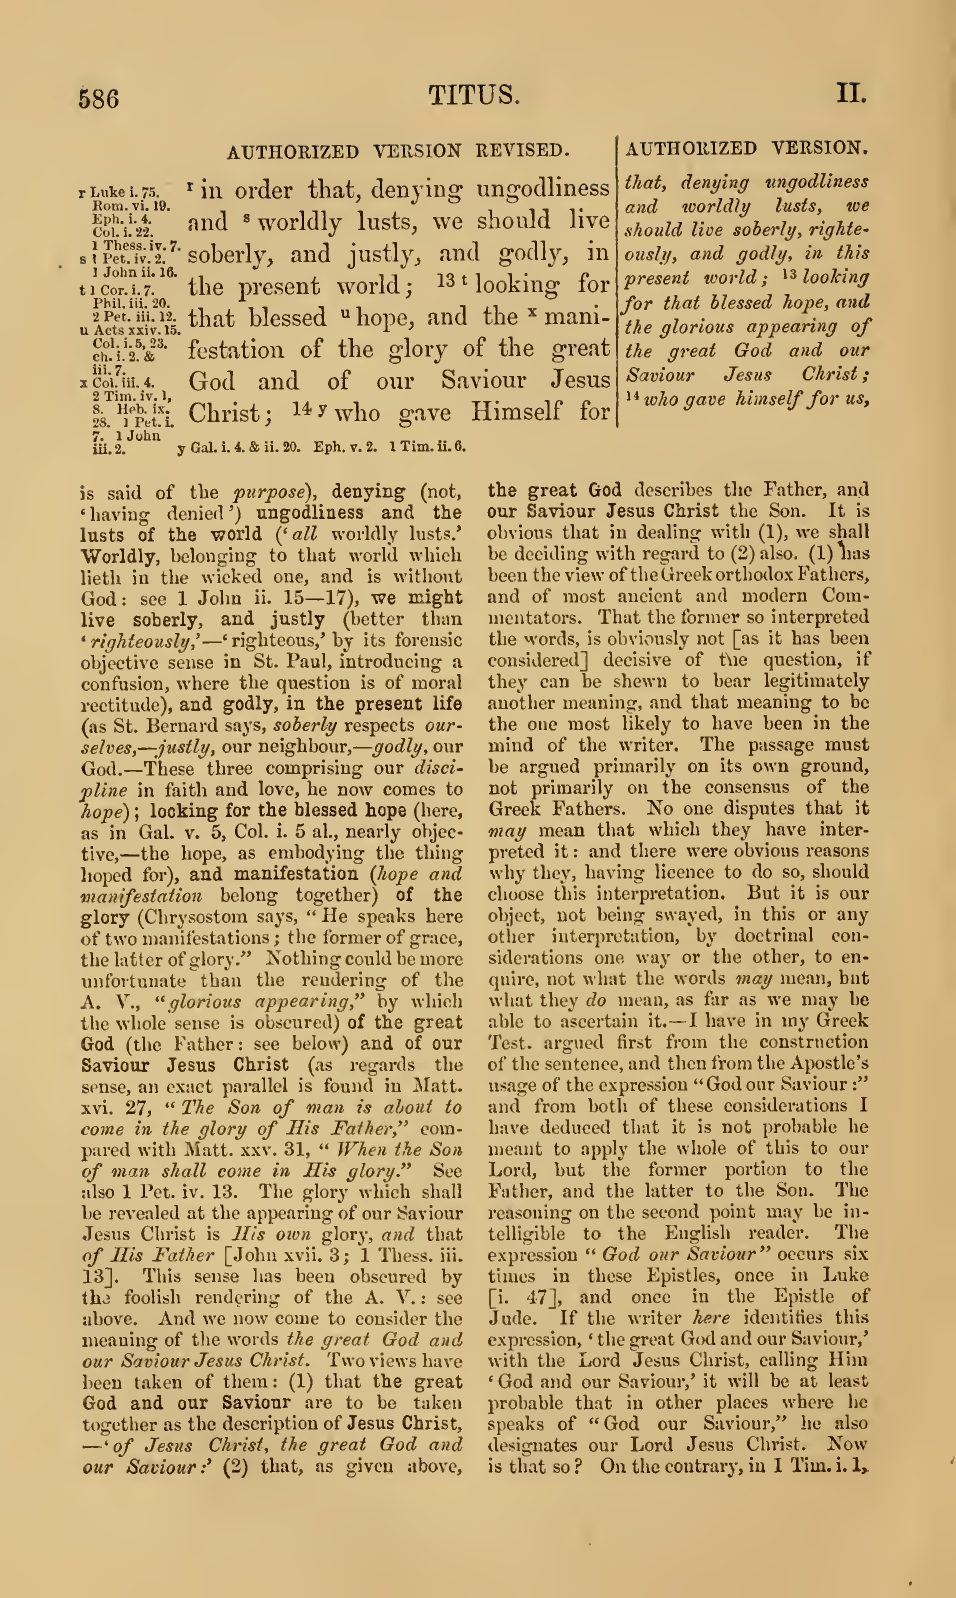 586
TITUS.
II.
AUTHORIZED VERSION REVISED.
r Luke i. 75.
Rom. vi. 19.
Eph. i. 4.
Col. i. 22.
1 Thess. iv. 7.
s 1 Pet. iv. 2.
1 John ii. 16.
t 1 Cor. i. 7.
Phil. iii. 20.
2 Pet. iii. 12.
u Acts xxiv. 15.
Col. i. 5, 23.
ch. i. 2. &
iii. 7.
x Col. iii. 4.
2 Tim. iv. 1,
8. Heb. ix.
28. 1 Pet. i.
7. 1 John
iii. 2.
r in order that, denying ungodliness
and s worldly lusts, we should live
soberly, and justly, and godly, in
the present world; 13 t looking for
that blessed u hope, and the x mani-
festation of the glory of the great
God and of our Saviour Jesus
Christ; 14 y who gave Himself for
y Gal. i. 4. & ii. 20. Eph. v. 2. 1 Tim. ii. 6.
AUTHORIZED VERSION.
that, denying ungodliness
and worldly lusts, we
should live soberly, righte-
ously, and godly, in this
present world; 13 looking
for that blessed hope, and
the glorious appearing of
the great God and our
Saviour Jesus Christ;
14 who gave himself for us,
is said of the purpose), denying (not,
‘having denied’) ungodliness and the
lusts of the world (‘all worldly lusts.’
Worldly, belonging to that world which
lieth in the wicked one, and is without
God: see 1 John ii. 15—17), we might
live soberly, and justly (better than
‘righteously,’—‘righteous,’ by its forensic
objective sense in St. Paul, introducing a
confusion, where the question is of moral
rectitude), and godly, in the present life
(as St. Bernard says, soberly respects our-
selves,—justly, our neighbour,—godly, our
God.—These three comprising our disci-
pline in faith and love, he now comes to
hope); looking for the blessed hope (here,
as in Gal. v. 5, Col. i. 5 al., nearly objec-
tive,—the hope, as embodying the thing
hoped for), and manifestation (hope and
manifestation belong together) of the
glory (Chrysostom says, “He speaks here
of two manifestations; the former of grace,
the latter of glory.” Nothing could be more
unfortunate than the rendering of the
A. V., “glorious appearing,” by which
the whole sense is obscured) of the great
God (the Father: see below) and of our
Saviour Jesus Christ (as regards the
sense, an exact parallel is found in Matt.
xvi. 27, “The Son of man is about to
come in the glory of His Father,” com-
pared with Matt. xxv. 31, “When the Son
of man shall come in His glory.” See
also 1 Pet. iv. 13. The glory which shall
be revealed at the appearing of our Saviour
Jesus Christ is His own glory, and that
of His Father [John xvii. 3; 1 Thess. iii.
13]. This sense has been obscured by
the foolish rendering of the A. V.: see
above. And we now come to consider the
meaning of the words the great God and
our Saviour Jesus Christ. Two views have
been taken of them: (1) that the great
God and our Saviour are to be taken
together as the description of Jesus Christ,
—‘of Jesus Christ, the great God and
our Saviour:’ (2) that, as given above,
the great God describes the Father, and
our Saviour Jesus Christ the Son. It is
obvious that in dealing with (1), we shall
be deciding with regard to (2) also. (1) has
been the view of the Greek orthodox Fathers,
and of most ancient and modern Com-
mentators. That the former so interpreted
the words, is obviously not [as it has been
considered] decisive of the question, if
they can be shewn to bear legitimately
another meaning, and that meaning to be
the one most likely to have been in the
mind of the writer. The passage must
be argued primarily on its own ground,
not primarily on the consensus of the
Greek Fathers. No one disputes that it
may mean that which they have inter-
preted it: and there were obvious reasons
why they, having licence to do so, should
choose this interpretation. But it is our
object, not being swayed, in this or any
other interpretation, by doctrinal con-
siderations one way or the other, to en-
quire, not what the words may mean, but
what they do mean, as far as we may be
able to ascertain it.—I have in my Greek
Test. argued first from the construction
of the sentence, and then from the Apostle’s
usage of the expression “God our Saviour:”
and from both of these considerations I
have deduced that it is not probable he
meant to apply the whole of this to our
Lord, but the former portion to the
Father, and the latter to the Son. The
reasoning on the second point may be in-
telligible to the English reader. The
expression “God our Saviour” occurs six
times in these Epistles, once in Luke
[i. 47], and once in the Epistle of
Jude. If the writer here identifies this
expression, ‘the great God and our Saviour,’
with the Lord Jesus Christ, calling Him
‘God and our Saviour,’ it will be at least
probable that in other places where he
speaks of “God our Saviour,” he also
designates our Lord Jesus Christ. Now
is that so? On the contrary, in 1 Tim. i. 1,